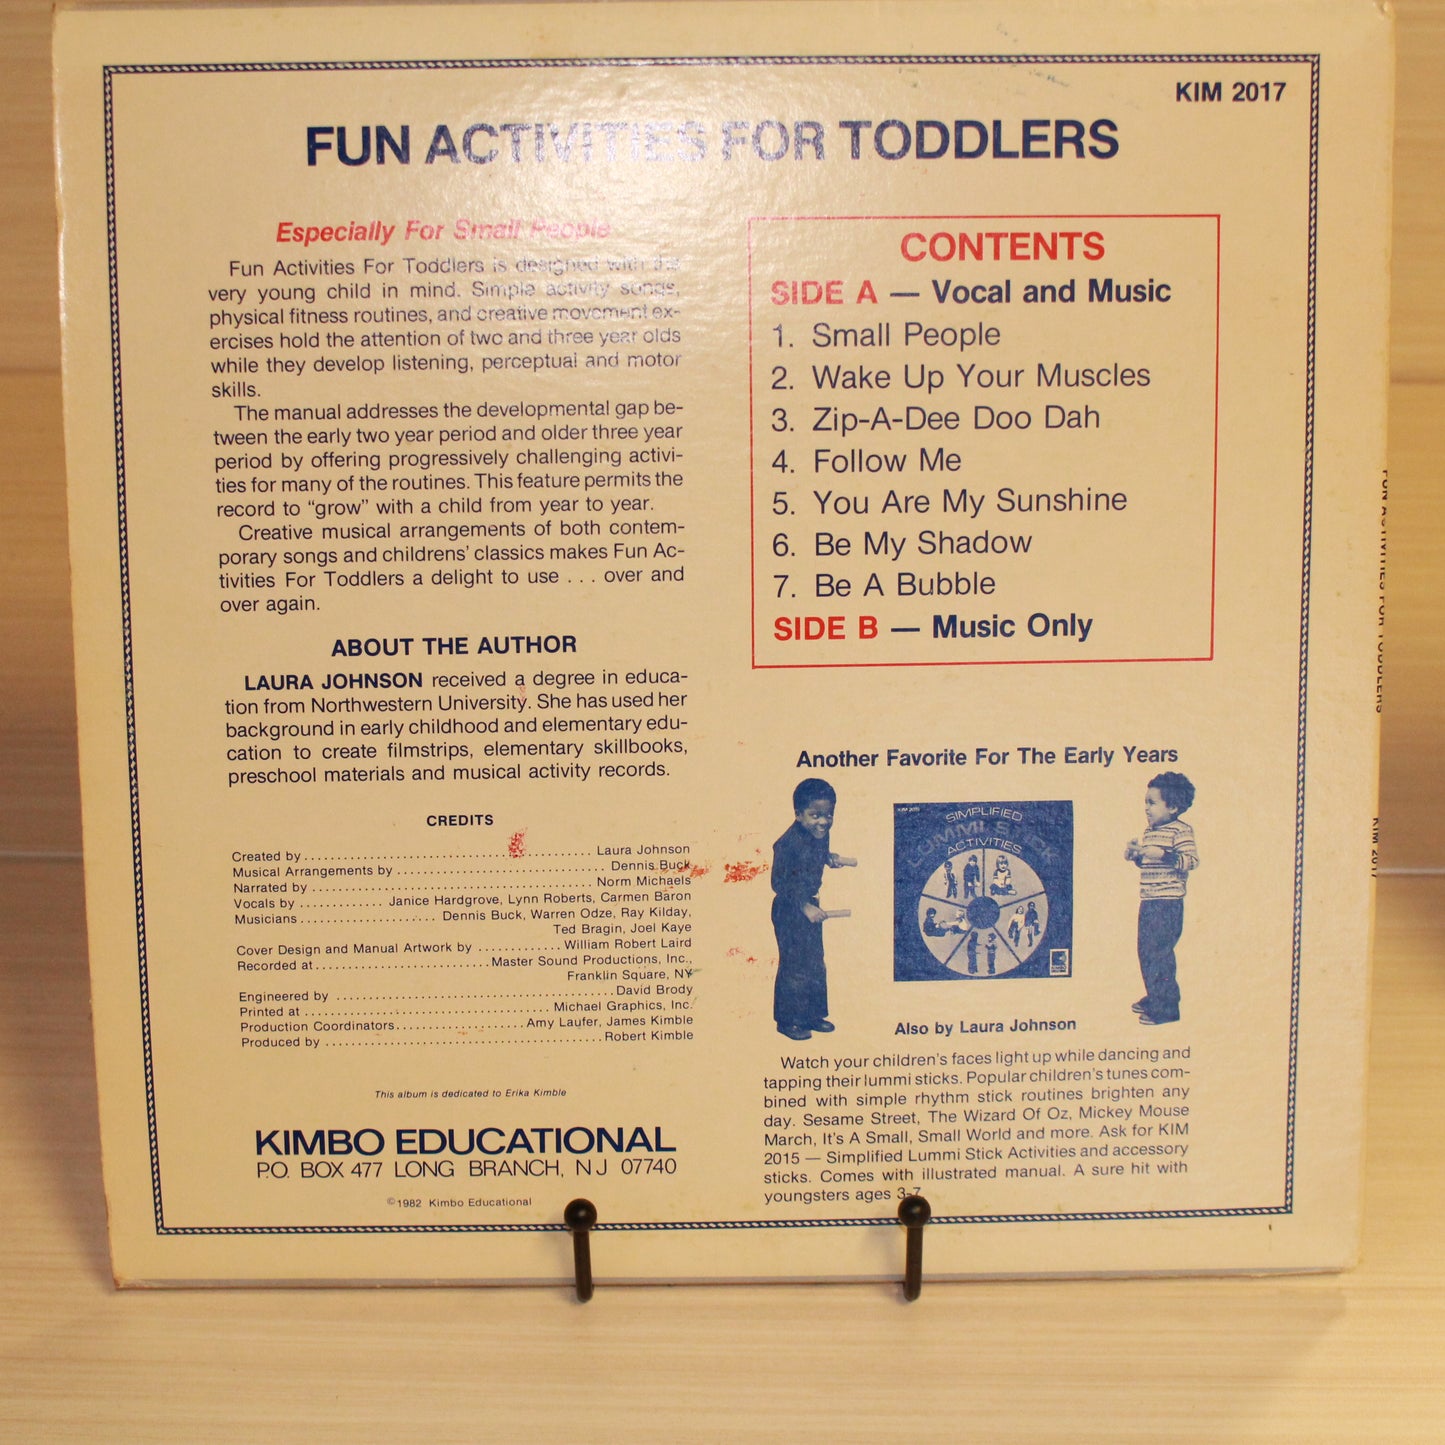 KIM 2017
FUN ACTIVITIES FOR TODDLERS
Especially For Small People
Fun Activities For Toddlers is designed with the
very young child in mind. Simple activity songs,
physical fitness routines, and creative movement ex-
ercises hold the attention of two and three year olds
while they develop listening, perceptual and motor
skills.
The manual addresses the developmental gap be-
tween the early two year period and older three year
period by offering progressively challenging activi-
ties for many of the routines. This feature permits the
record to “grow” with a child from year to year.
Creative musical arrangements of both contem-
porary songs and childrens’ classics makes Fun Ac-
tivities For Toddlers a delight to use . . . over and
over again.
ABOUT THE AUTHOR
LAURA JOHNSON received a degree in educa-
tion from Northwestern University. She has used her
background in early childhood and elementary edu-
cation to create filmstrips, elementary skillbooks,
preschool materials and musical activity records.
CREDITS
Created by ........................................ Laura Johnson
Musical Arrangements by ............................. Dennis Buck
Narrated by ....................................... Norm Michaels
Vocals by ............ Janice Hardgrove, Lynn Roberts, Carmen Baron
Musicians.................... Dennis Buck, Warren Odze, Ray Kilday,
Ted Bragin, Joel Kaye
Cover Design and Manual Artwork by ............ William Robert Laird
Recorded at......................... Master Sound Productions, Inc.,
Franklin Square, NY
Engineered by ....................................... David Brody
Printed at ................................... Michael Graphics, Inc.
Production Coordinators.................. Amy Laufer, James Kimble
Produced by ....................................... Robert Kimble
This album is dedicated to Erika Kimble
KIMBO EDUCATIONAL
P.O. BOX 477 LONG BRANCH, N J 07740
©1982 Kimbo Educational
CONTENTS
SIDE A — Vocal and Music
1. Small People
2. Wake Up Your Muscles
3. Zip-A-Dee Doo Dah
4. Follow Me
5. You Are My Sunshine
6. Be My Shadow
7. Be A Bubble
SIDE B — Music Only
Another Favorite For The Early Years
KIM 2015
SIMPLIFIED
LUMMI STICK
ACTIVITIES
Also by Laura Johnson
Watch your children’s faces light up while dancing and
tapping their lummi sticks. Popular children’s tunes com-
bined with simple rhythm stick routines brighten any
day. Sesame Street, The Wizard Of Oz, Mickey Mouse
March, It’s A Small, Small World and more. Ask for KIM
2015 — Simplified Lummi Stick Activities and accessory
sticks. Comes with illustrated manual. A sure hit with
youngsters ages 3-7.
FUN ACTIVITIES FOR TODDLERS
KIM 2017